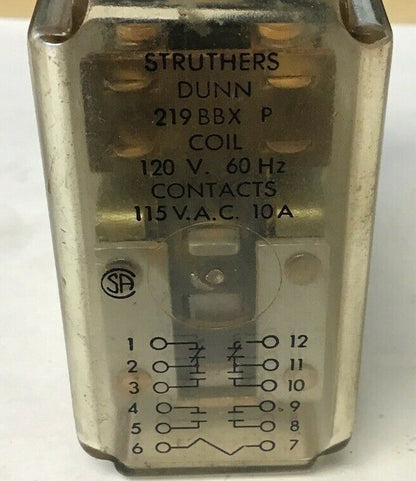 STRUTHERS
DUNN
219 BBX P
COIL
120 V. 60 Hz
CONTACTS
115 V.A.C. 10 A
SA
1 12
2 11
3 10
4 9
5 8
6 7